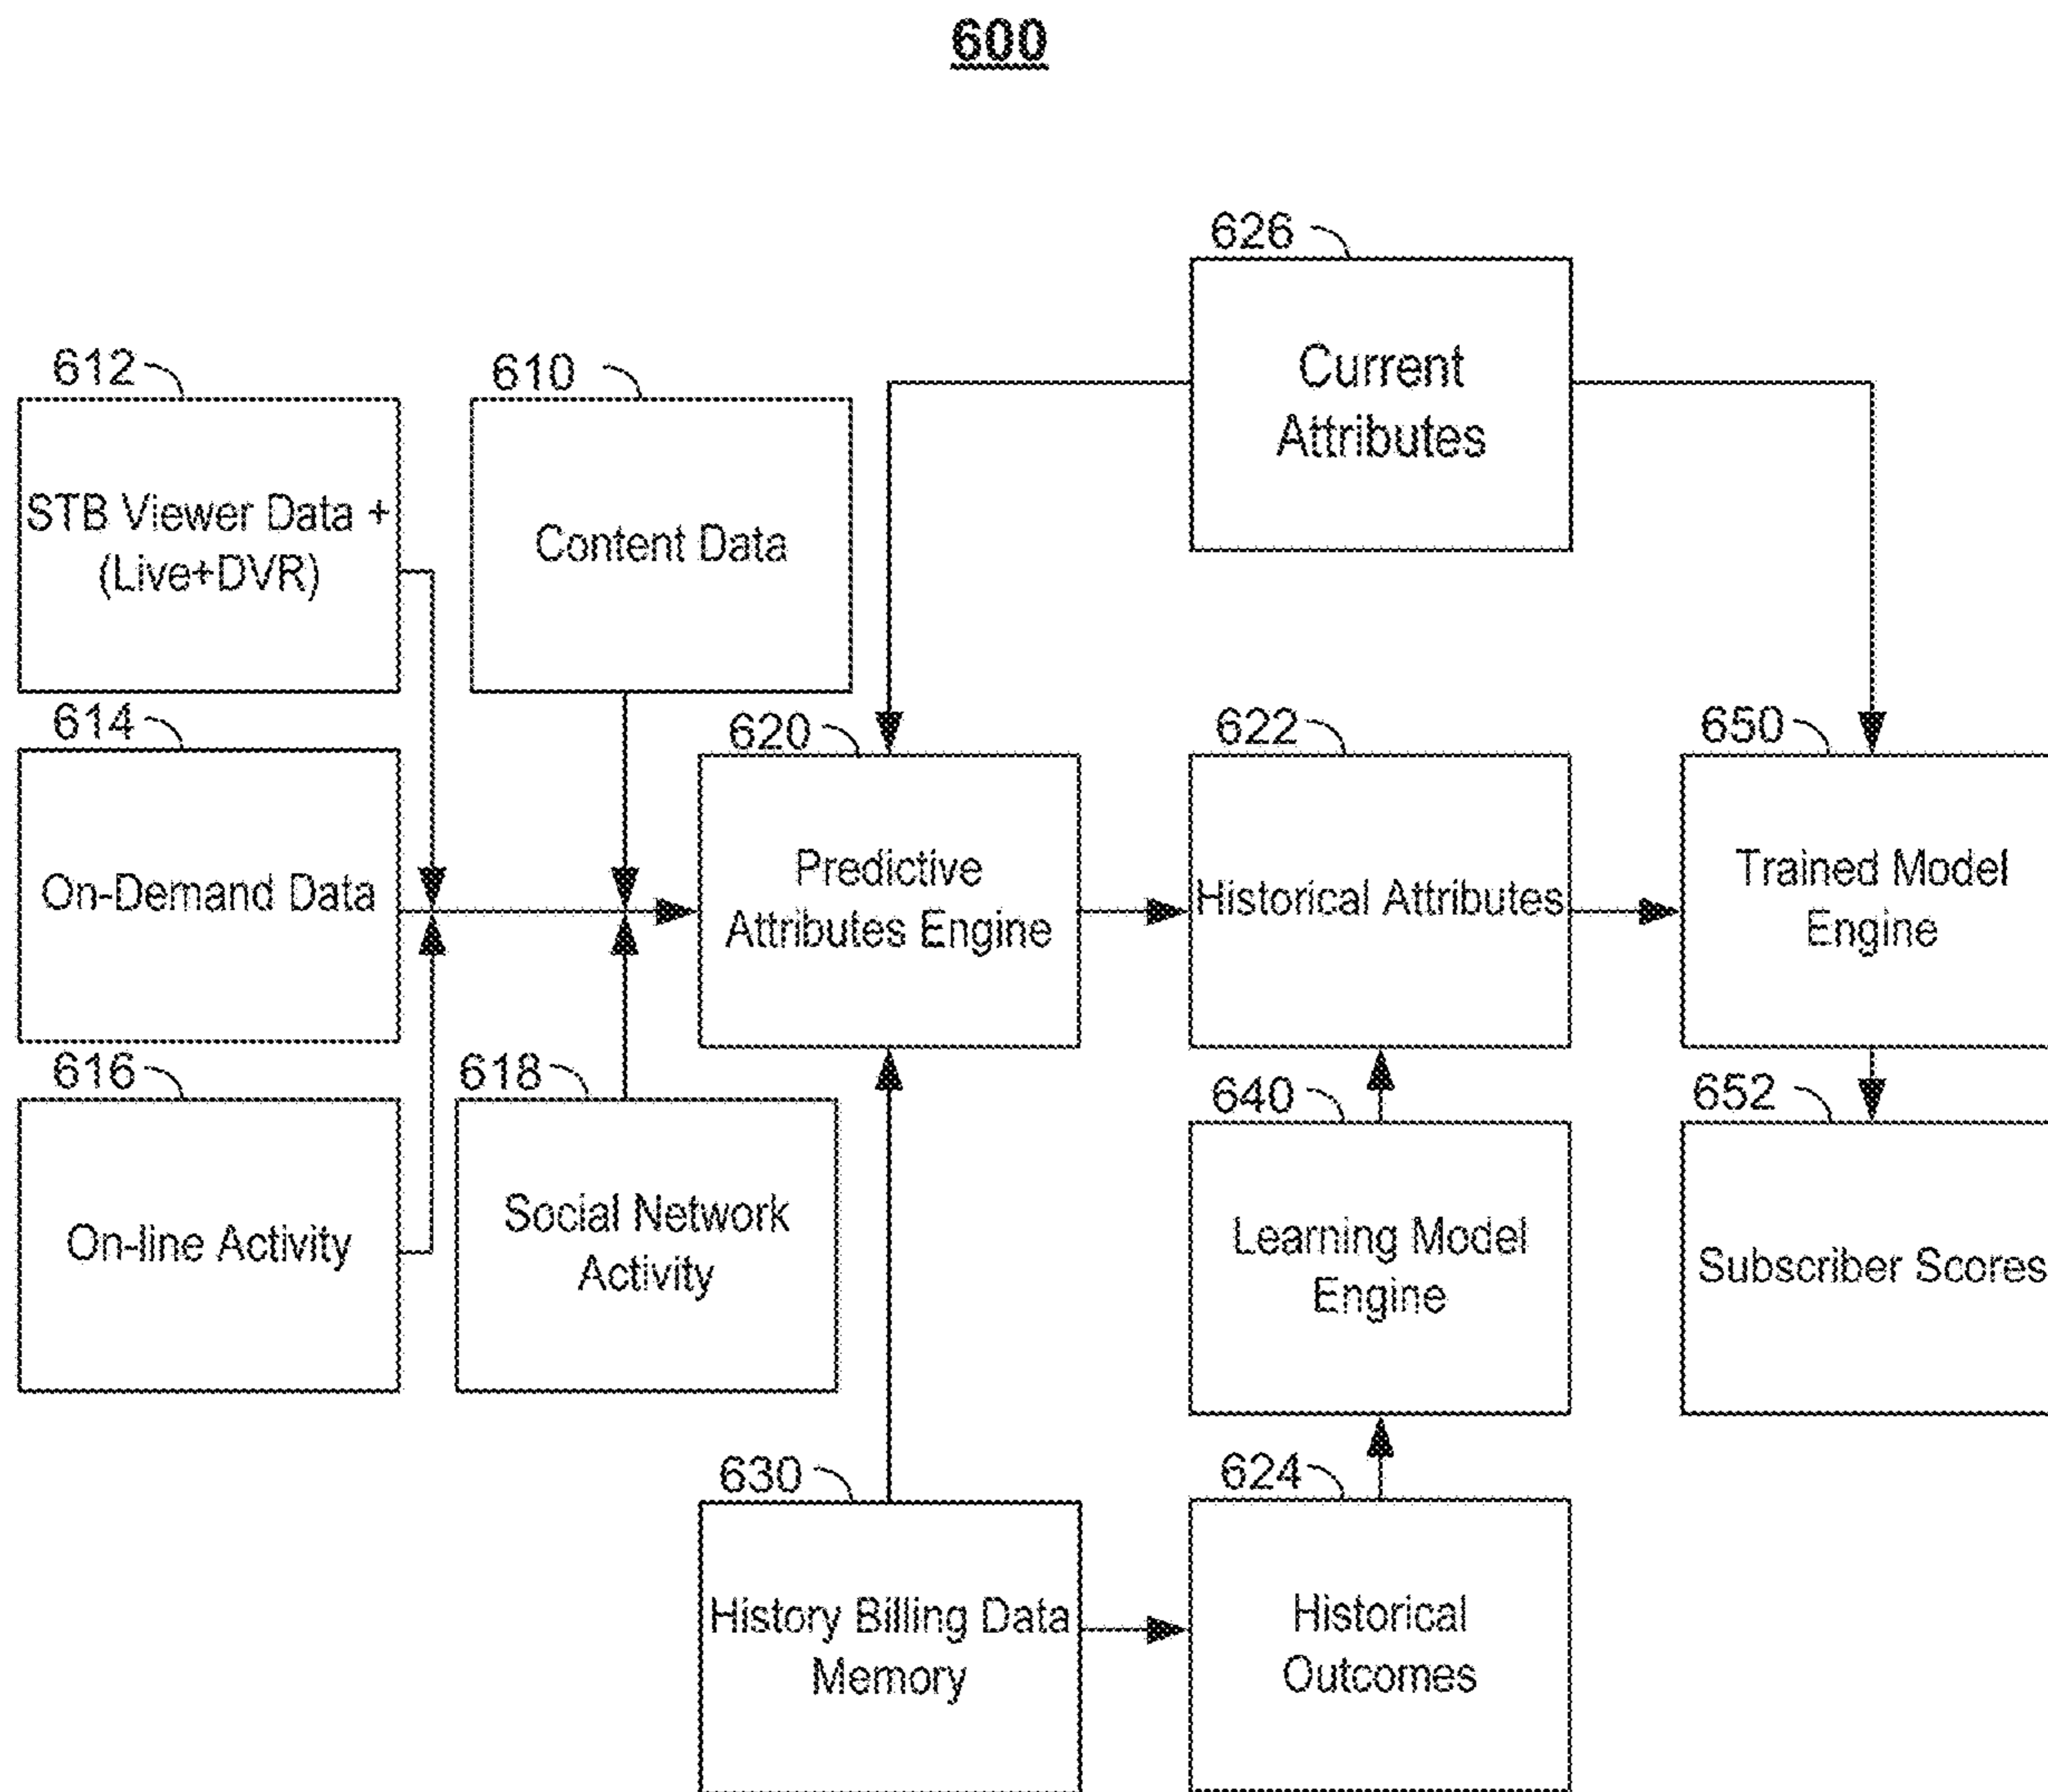 600
626
Current
Attributes
612
STB Viewer Data +
(Live+DVR)
610
Content Data
614
On-Demand Data
620
Predictive
Attributes Engine
622
Historical Attributes
650
Trained Model
Engine
616
On-line Activity
618
Social Network
Activity
640
Learning Model
Engine
652
Subscriber Scores
630
History Billing Data
Memory
624
Historical
Outcomes